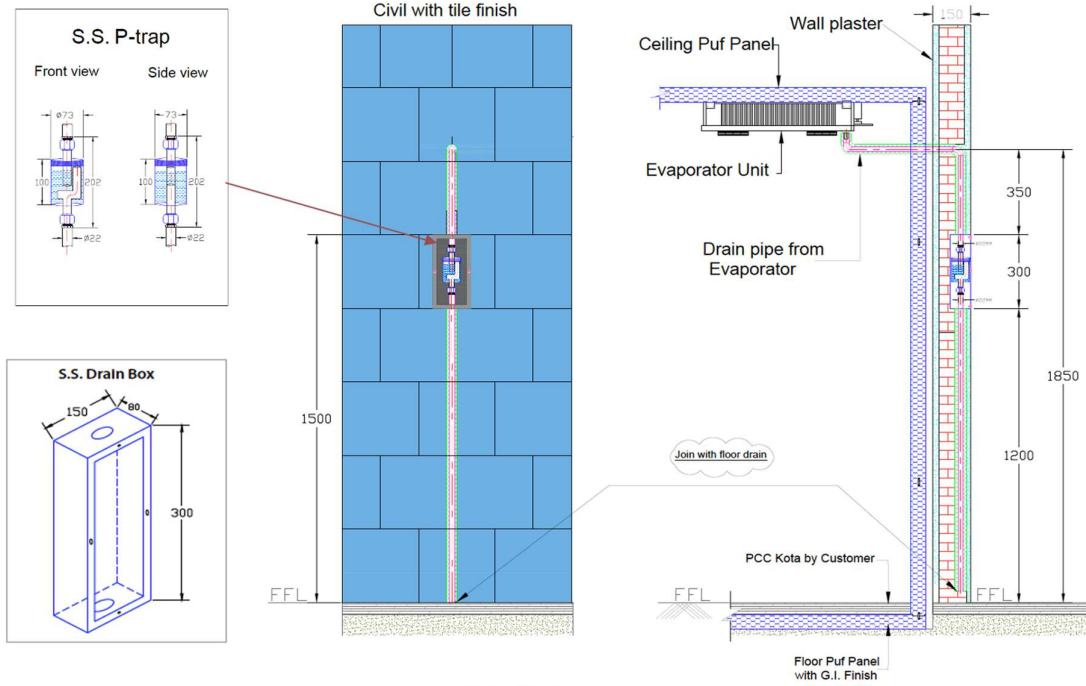 Civil with tile finish
S.S. P-trap
Front view
Side view
ø73
73
100
202
100
202
ø22
ø22
S.S. Drain Box
150
80
300
1500
FFL
Wall plaster
150
Ceiling Puf Panel
Evaporator Unit
Drain pipe from
Evaporator
350
300
1850
1200
Join with floor drain
PCC Kota by Customer
FFL
FFL
Floor Puf Panel
with G.I. Finish